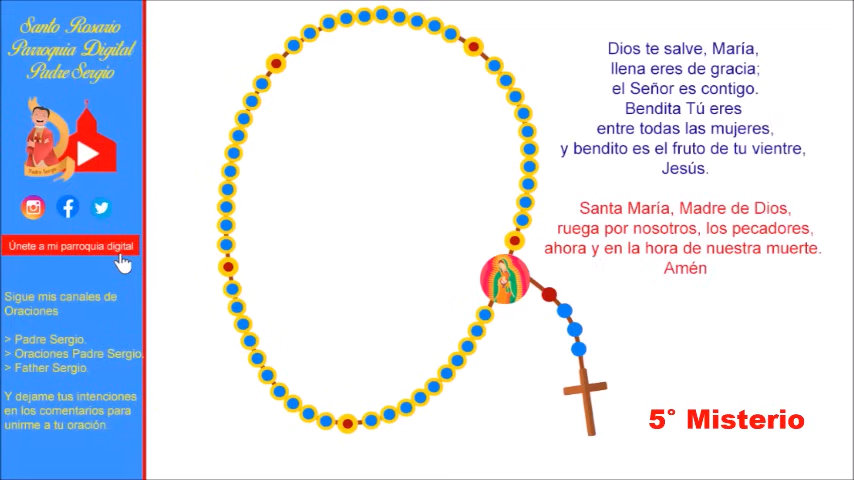 Santo Rosario
Parroquia Digital
Padre Sergio
Padre Sergio
Únete a mi parroquia digital
Sigue mis canales de
Oraciones
> Padre Sergio.
> Oraciones Padre Sergio.
> Father Sergio.
Y dejame tus intenciones
en los comentarios para
unirme a tu oración.
Dios te salve, María,
llena eres de gracia;
el Señor es contigo.
Bendita Tú eres
entre todas las mujeres,
y bendito es el fruto de tu vientre,
Jesús.
Santa María, Madre de Dios,
ruega por nosotros, los pecadores,
ahora y en la hora de nuestra muerte.
Amén
5° Misterio